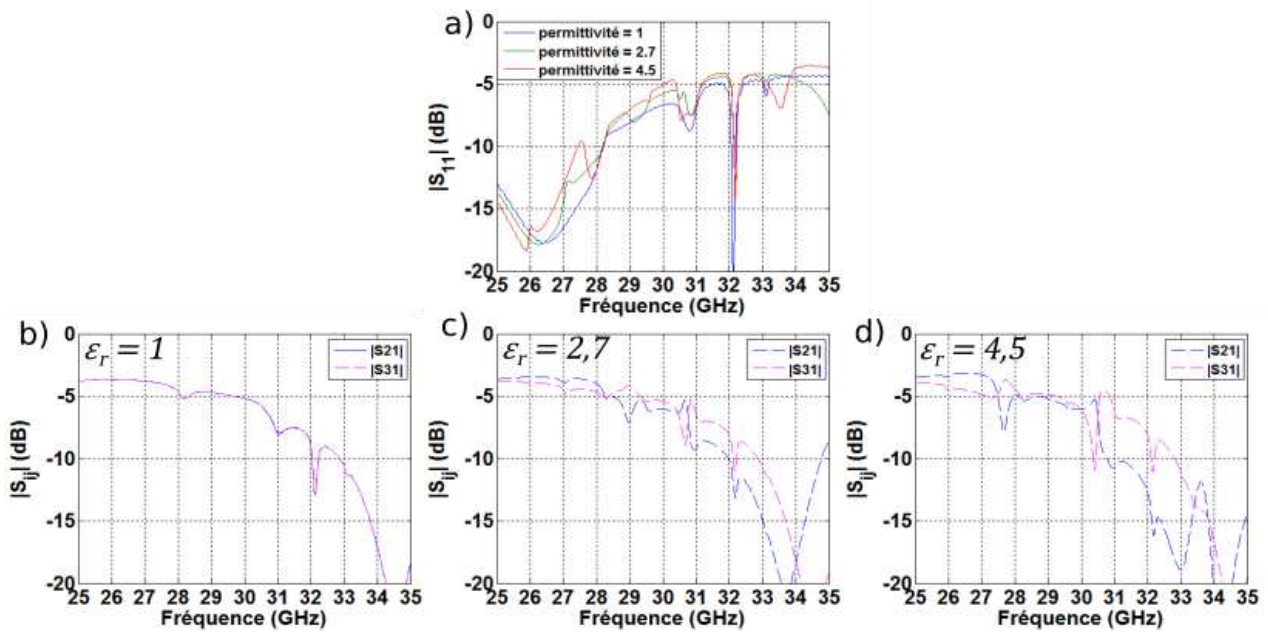 a)
0
-5
-10
-15
-20
|S11| (dB)
permittivité = 1
permittivité = 2.7
permittivité = 4.5
25 26 27 28 29 30 31 32 33 34 35
Fréquence (GHz)
b)
0
-5
-10
-15
-20
|Sij| (dB)
εr = 1
|S21|
|S31|
25 26 27 28 29 30 31 32 33 34 35
Fréquence (GHz)
c)
0
-5
-10
-15
-20
|Sij| (dB)
εr = 2,7
|S21|
|S31|
25 26 27 28 29 30 31 32 33 34 35
Fréquence (GHz)
d)
0
-5
-10
-15
-20
|Sij| (dB)
εr = 4,5
|S21|
|S31|
25 26 27 28 29 30 31 32 33 34 35
Fréquence (GHz)